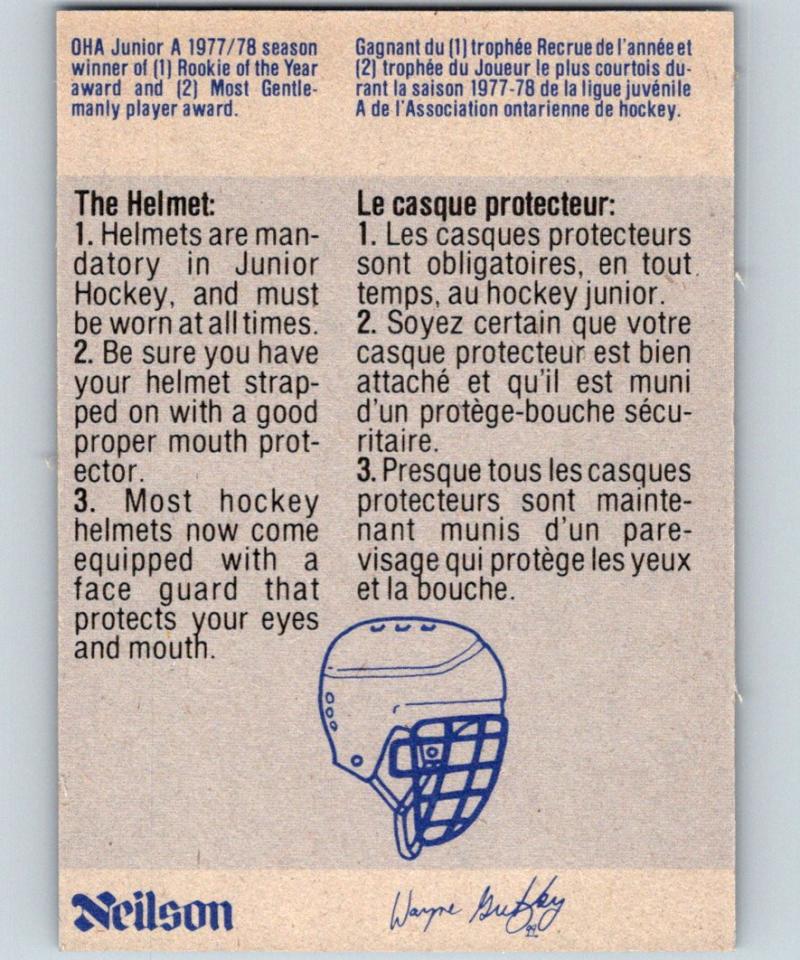 OHA Junior A 1977/78 season
winner of (1) Rookie of the Year
award and (2) Most Gentle-
manly player award.
Gagnant du (1) trophée Recrue de l'année et
(2) trophée du Joueur le plus courtois du-
rant la saison 1977-78 de la ligue juvénile
A de l'Association ontarienne de hockey.
The Helmet:
1. Helmets are man-
datory in Junior
Hockey, and must
be worn at all times.
2. Be sure you have
your helmet strap-
ped on with a good
proper mouth prot-
ector.
3. Most hockey
helmets now come
equipped with a
face guard that
protects your eyes
and mouth.
Le casque protecteur:
1. Les casques protecteurs
sont obligatoires, en tout
temps, au hockey junior.
2. Soyez certain que votre
casque protecteur est bien
attaché et qu'il est muni
d'un protège-bouche sécu-
ritaire.
3. Presque tous les casques
protecteurs sont mainte-
nant munis d'un pare-
visage qui protège les yeux
et la bouche.
Neilson
Wayne Gretzky
99